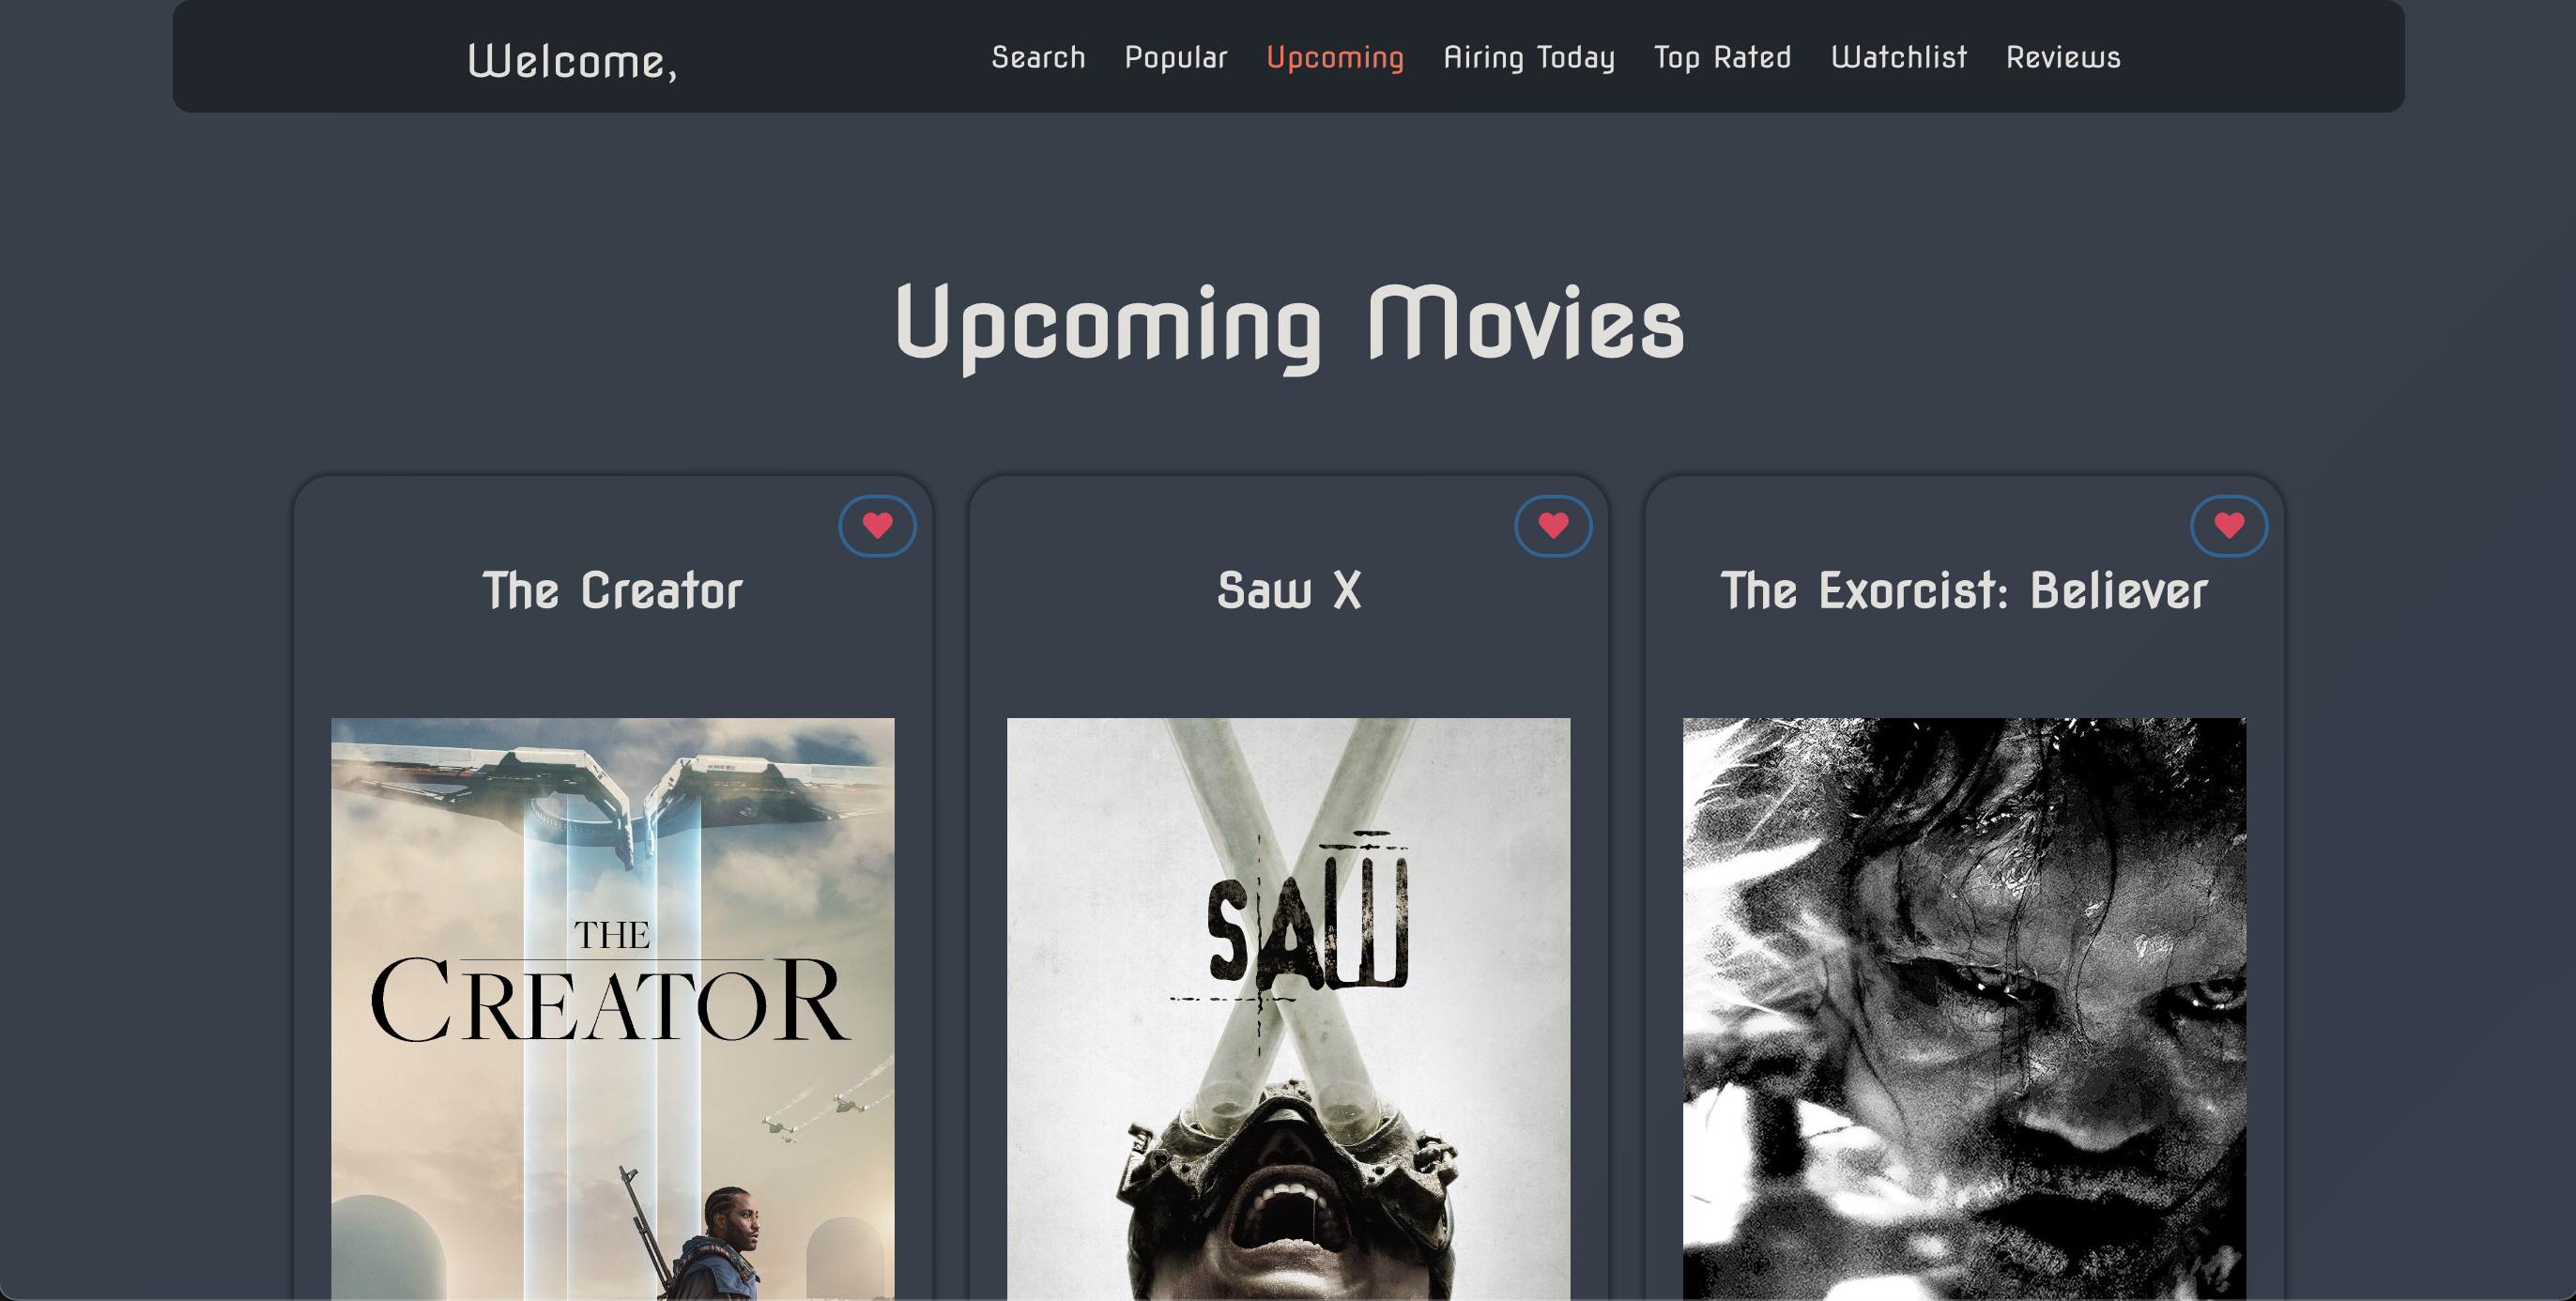 Welcome,
Search Popular Upcoming Airing Today Top Rated Watchlist Reviews
Upcoming Movies
The Creator
Saw X
The Exorcist: Believer
THE
CREATOR
SAW
X